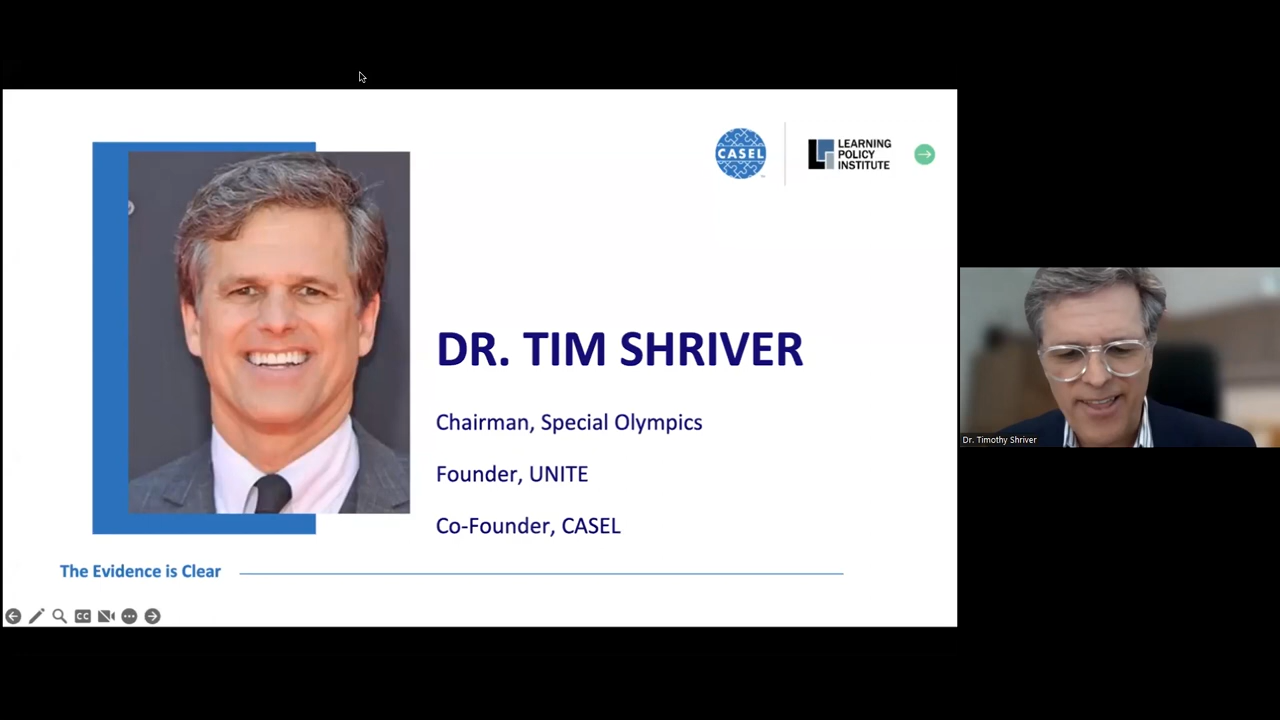 CASEL
LEARNING
POLICY
INSTITUTE
DR. TIM SHRIVER
Chairman, Special Olympics
Founder, UNITE
Co-Founder, CASEL
The Evidence is Clear
CC
Dr. Timothy Shriver